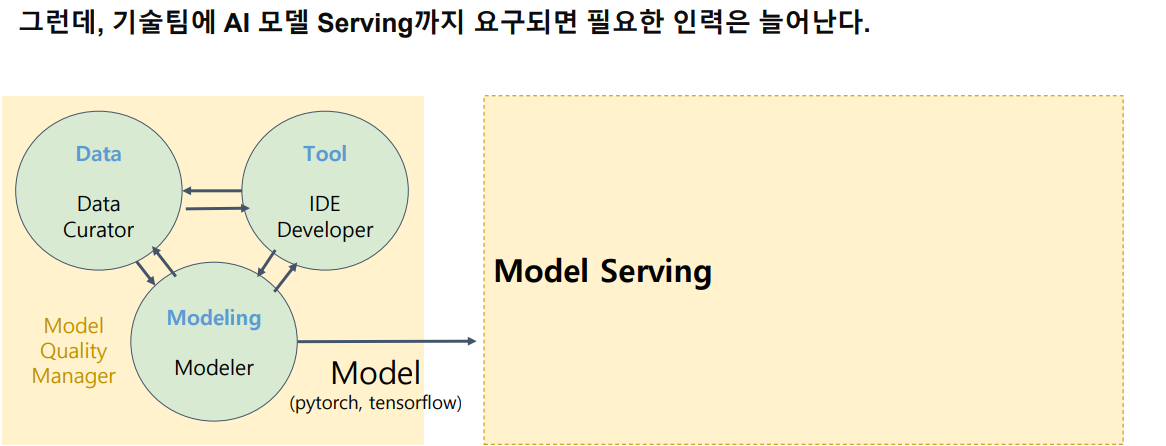 그런데, 기술팀에 AI 모델 Serving까지 요구되면 필요한 인력은 늘어난다.
Data
Data
Curator
Tool
IDE
Developer
Modeling
Modeler
Model
Quality
Manager
Model
(pytorch, tensorflow)
Model Serving